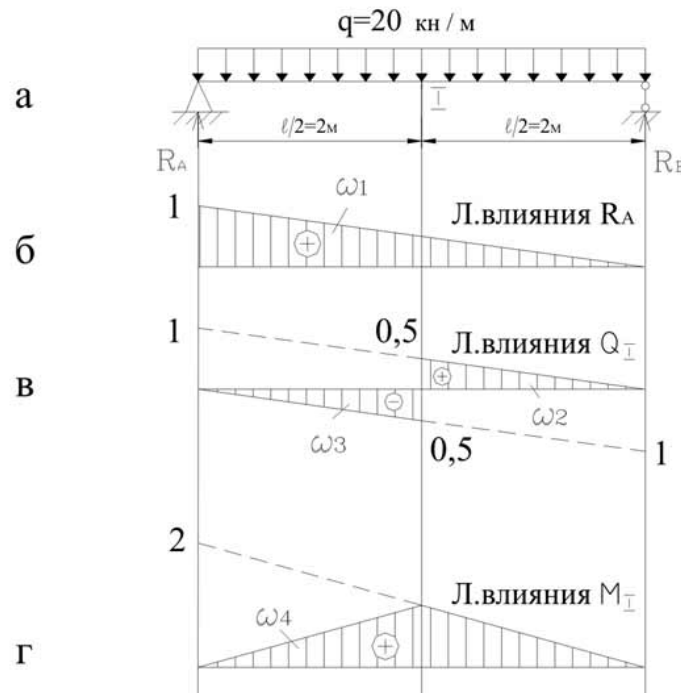 q=20 кн / м
а
I
ℓ/2=2м ℓ/2=2м
RA RB
1 ω1 Л.влияния RA
б +
1 0,5 Л.влияния QI
+
в − ω2
ω3 0,5 1
2
Л.влияния MI
ω4 +
г